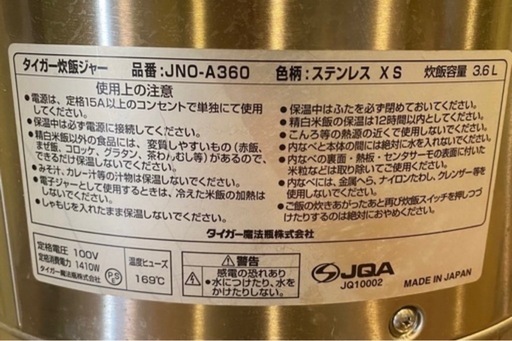 タイガー炊飯ジャー 品番:JNO-A360 色柄:ステンレス XS 炊飯容量 3.6L
使用上の注意
●電源は、定格15A以上のコンセントで単独にて使用
してください。
●保温中は必ず電源に接続してください。
●精白米飯以外の食品には、変質しやすいもの(赤飯、
まぜ飯、コロッケ、グラタン、茶わんむし等)があるので、
できるだけ保温しないでください。
●みそ汁、カレー汁等の汁物は保温しないでください。
●電子ジャーとして使用するときは、冷えた米飯の加熱は
しないでください。
●しゃもじを入れたまま保温しないでください。
●保温中はふたを必ず閉めておいてください。
●精白米飯の保温は12時間以内としてください。
●こんろ等の熱源の近くで使用しないでください。
●内なべと本体の間に絶対に水を入れないでください。
●内なべの裏面・熱板・センサーモの表面に付いた
米粒などは取り除いてご使用ください。
●内なべには、金属へら、ナイロンたわし、クレンザー等を
使用しないでください。
●ご飯の炊きあがったあと再び炊飯スイッチを押しつづ
けたりするのは絶対におやめください。
タイガー魔法瓶株式会社
定格電圧 100V
定格消費電力 1410W
タイガー魔法瓶株式会社
PSE
温度ヒューズ
169℃
⚠警告
感電の恐れあり
●水につけたり、水を
かけたりしない。
JQA
JQ10002
MADE IN JAPAN